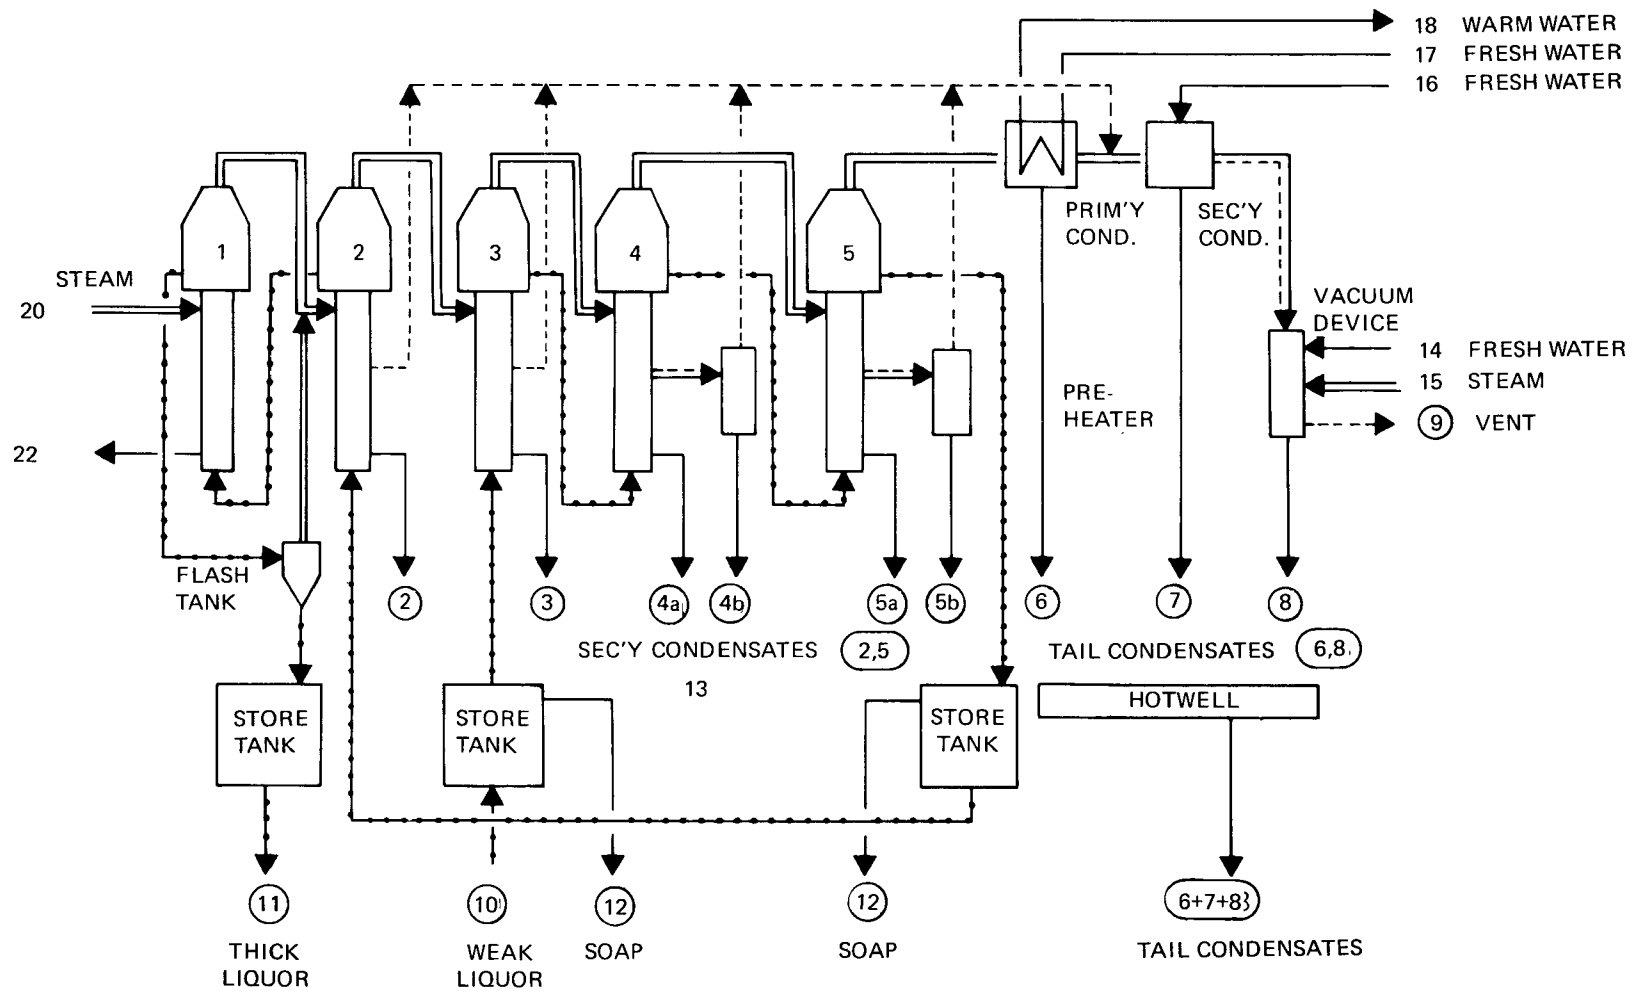 18 WARM WATER
17 FRESH WATER
16 FRESH WATER
1
2
3
4
5
PRIM'Y
COND.
SEC'Y
COND.
STEAM
20
VACUUM
DEVICE
14 FRESH WATER
15 STEAM
9 VENT
PRE-
HEATER
22
FLASH
TANK
2
3
4a
4b
5a
5b
6
7
8
SEC'Y CONDENSATES 2,5
13
TAIL CONDENSATES 6,8
HOTWELL
STORE
TANK
STORE
TANK
STORE
TANK
11
10
12
12
6+7+8
THICK
LIQUOR
WEAK
LIQUOR
SOAP
SOAP
TAIL CONDENSATES